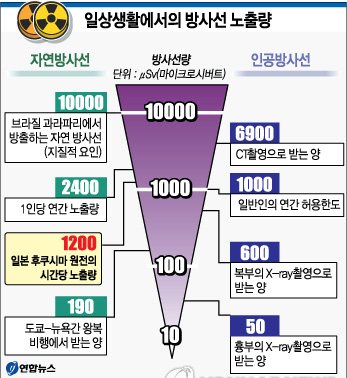 일상생활에서의 방사선 노출량
자연방사선
방사선량
단위 : μSv(마이크로시버트)
인공방사선
10000
브라질 과라파리에서
방출하는 자연 방사선
(지질적 요인)
2400
1인당 연간 노출량
1200
일본 후쿠시마 원전의
시간당 노출량
190
도쿄-뉴욕간 왕복
비행에서 받는 양
10000
1000
100
10
6900
CT촬영으로 받는 양
1000
일반인의 연간 허용한도
600
복부의 X-ray촬영으로
받는 양
50
흉부의 X-ray촬영으로
받는 양
연합뉴스